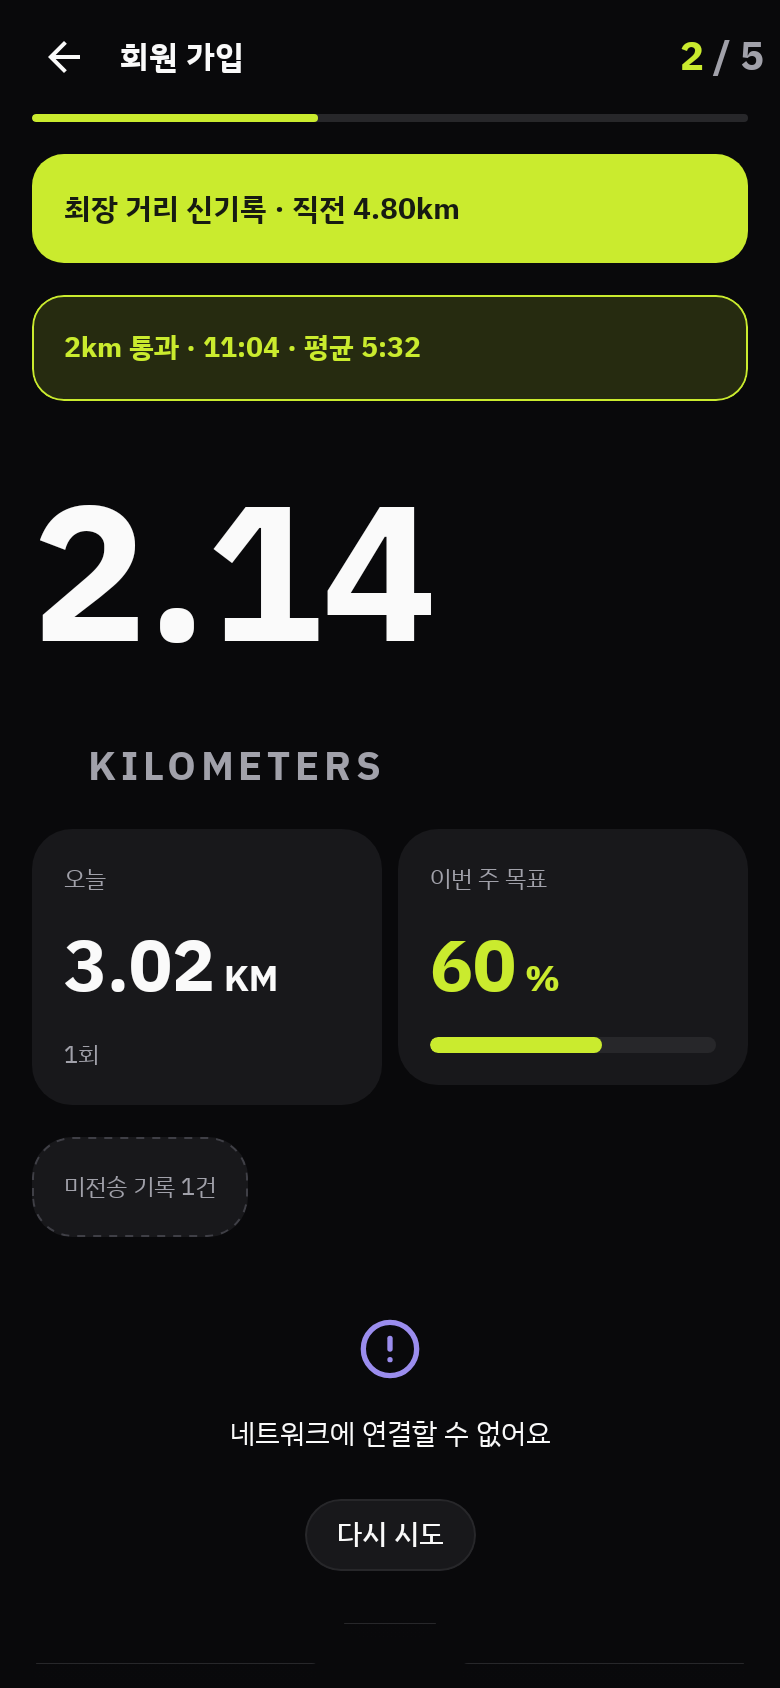 회원 가입
2 / 5
최장 거리 신기록 · 직전 4.80km
2km 통과 · 11:04 · 평균 5:32
2.14
KILOMETERS
오늘
3.02 KM
1회
이번 주 목표
60 %
미전송 기록 1건
네트워크에 연결할 수 없어요
다시 시도